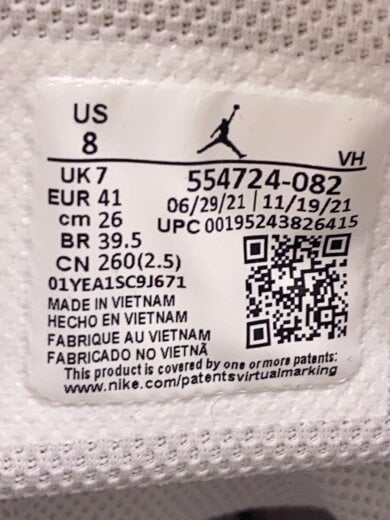 US
8
VH
UK 7
554724-082
EUR 41
06/29/21 | 11/19/21
cm 26
UPC 00195243826415
BR 39.5
CN 260(2.5)
01YEA1SC9J671
MADE IN VIETNAM
HECHO EN VIETNAM
FABRIQUE AU VIETNAM
FABRICADO NO VIETNÃ
This product is covered by one or more patents:
www.nike.com/patentsvirtualmarking